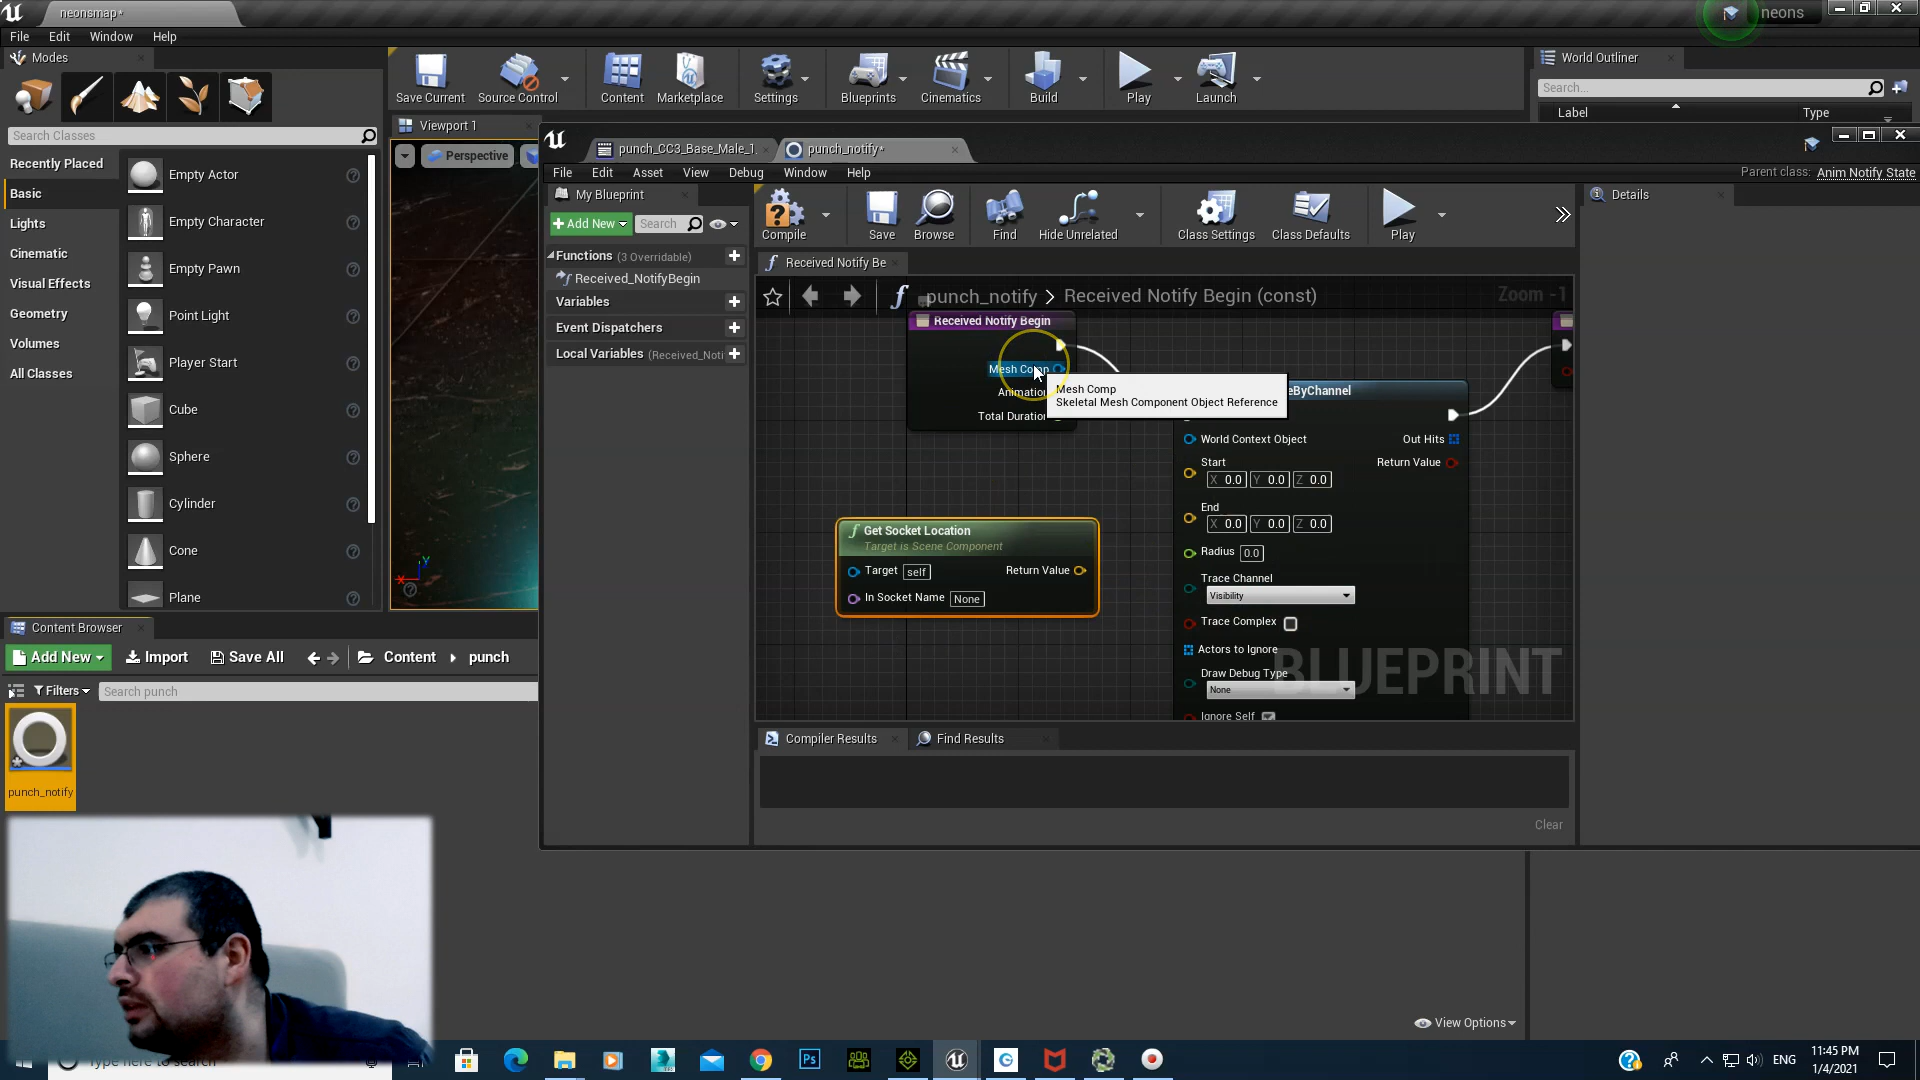 neonsmap*
neons
File Edit Window Help
Modes
Search Classes
Recently Placed
Basic
Lights
Cinematic
Visual Effects
Geometry
Volumes
All Classes
Empty Actor
Empty Character
Empty Pawn
Point Light
Player Start
Cube
Sphere
Cylinder
Cone
Plane
Save Current Source Control Content Marketplace Settings Blueprints Cinematics Build Play Launch
Viewport 1
Perspective
World Outliner
Search...
Label Type
punch_CC3_Base_Male_1. punch_notify*
File Edit Asset View Debug Window Help
Parent class: Anim Notify State
My Blueprint
+Add New Search
Functions (3 Overridable)
Received_NotifyBegin
Variables
Event Dispatchers
Local Variables (Received_Noti
Compile Save Browse Find Hide Unrelated Class Settings Class Defaults Play
Details
Received Notify Be
punch_notify > Received Notify Begin (const)
Zoom -1
Received Notify Begin
Mesh Comp
Animation
Total Duration
Mesh Comp
Skeletal Mesh Component Object Reference
eByChannel
World Context Object Out Hits
Start Return Value
X 0.0 Y 0.0 Z 0.0
End
X 0.0 Y 0.0 Z 0.0
Radius 0.0
Trace Channel
Visibility
Trace Complex
Actors to Ignore
Draw Debug Type
None
Ignore Self
Get Socket Location
Target is Scene Component
Target self Return Value
In Socket Name None
BLUEPRINT
Compiler Results Find Results
Clear
Content Browser
Add New Import Save All Content punch
Filters Search punch
punch_notify
View Options
Type here to search
Ps
ENG
11:45 PM
1/4/2021